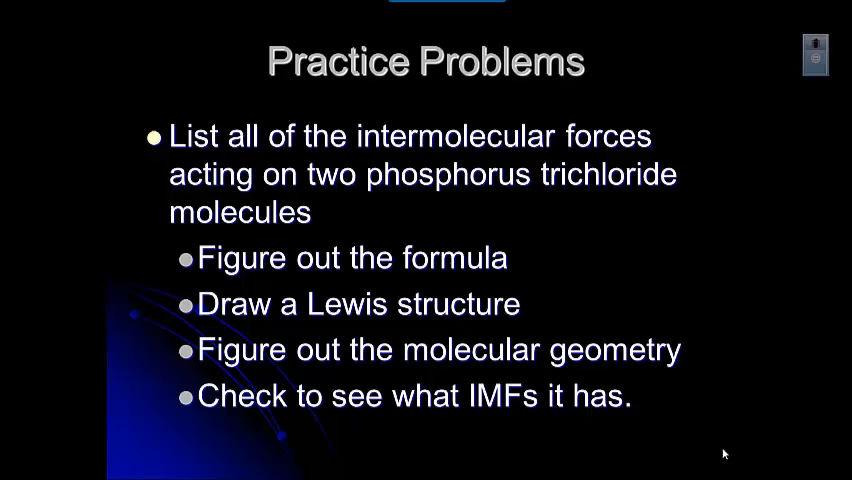 Practice Problems
List all of the intermolecular forces
acting on two phosphorus trichloride
molecules
Figure out the formula
Draw a Lewis structure
Figure out the molecular geometry
Check to see what IMFs it has.